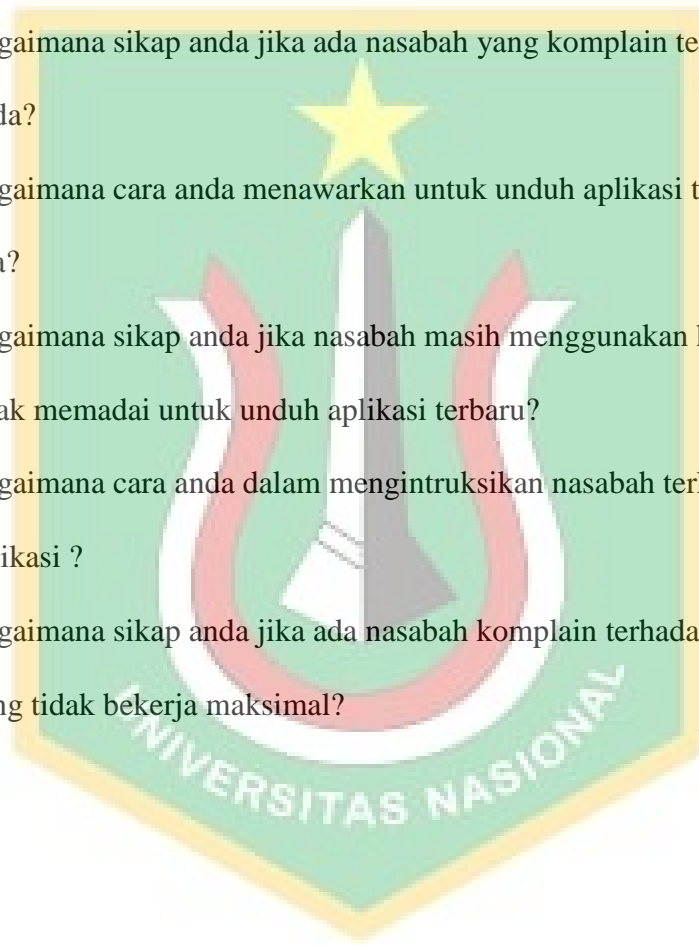 gaimana sikap anda jika ada nasabah yang komplain te
da?
gaimana cara anda menawarkan untuk unduh aplikasi t
a?
gaimana sikap anda jika nasabah masih menggunakan
ak memadai untuk unduh aplikasi terbaru?
gaimana cara anda dalam mengintruksikan nasabah ter
ikasi ?
gaimana sikap anda jika ada nasabah komplain terhada
ng tidak bekerja maksimal?
UNIVERSITAS NASIONAL